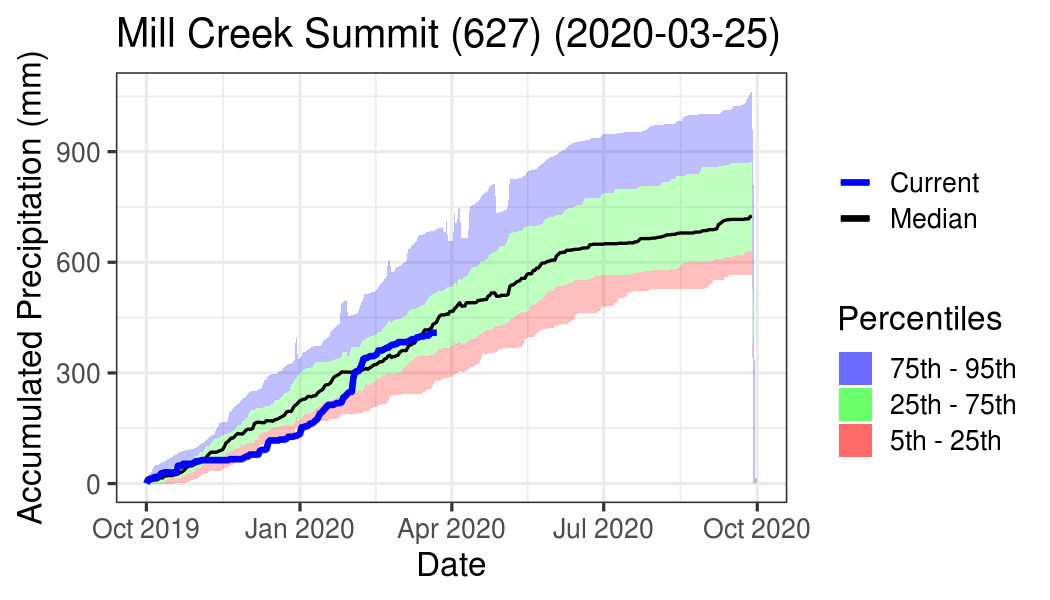 Mill Creek Summit (627) (2020-03-25)
Accumulated Precipitation (mm)
900
600
300
0
Oct 2019
Jan 2020
Apr 2020
Jul 2020
Oct 2020
Date
Current
Median
Percentiles
75th - 95th
25th - 75th
5th - 25th